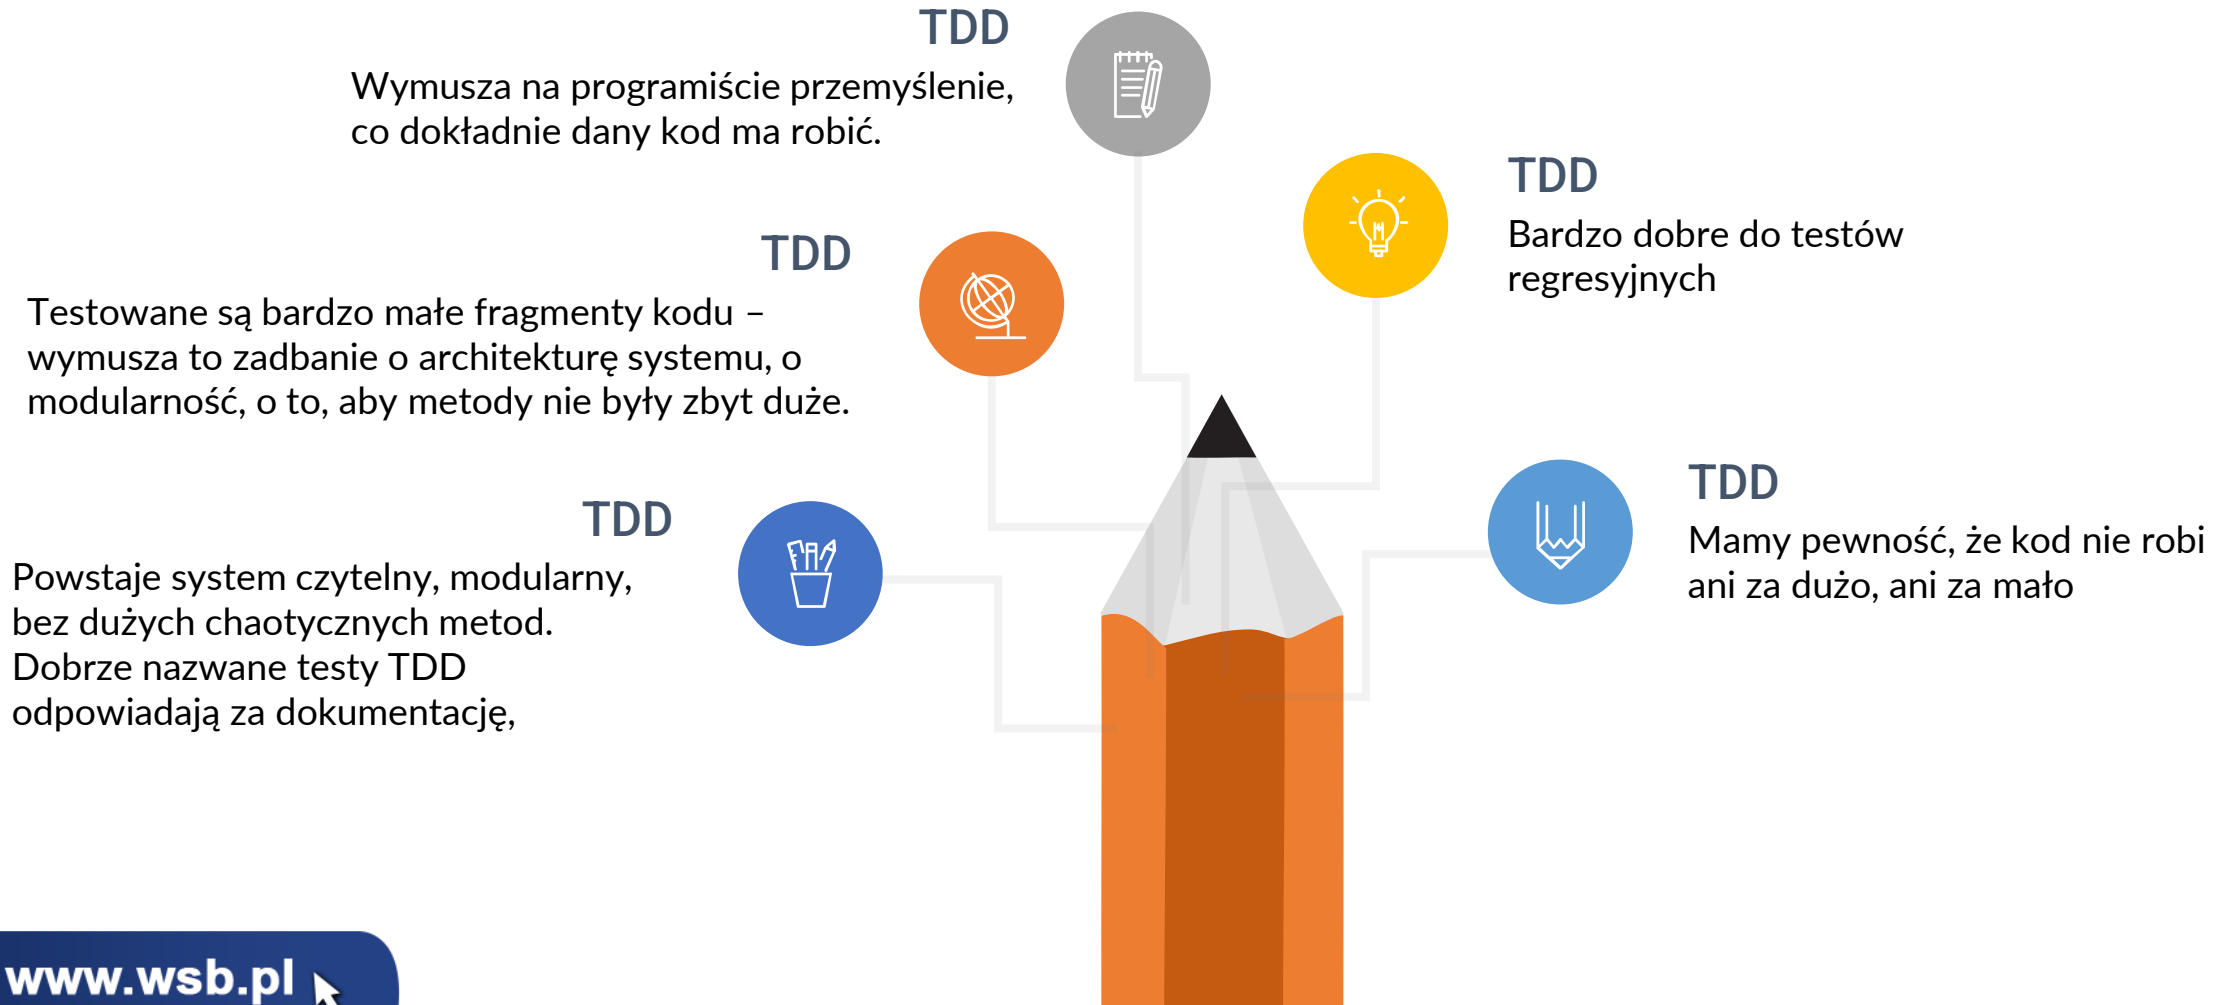 TDD
Wymusza na programiście przemyślenie,
co dokładnie dany kod ma robić.
TDD
Bardzo dobre do testów
regresyjnych
TDD
Testowane są bardzo małe fragmenty kodu –
wymusza to zadbanie o architekturę systemu, o
modularność, o to, aby metody nie były zbyt duże.
TDD
Mamy pewność, że kod nie robi
ani za dużo, ani za mało
TDD
Powstaje system czytelny, modularny,
bez dużych chaotycznych metod.
Dobrze nazwane testy TDD
odpowiadają za dokumentację,
www.wsb.pl